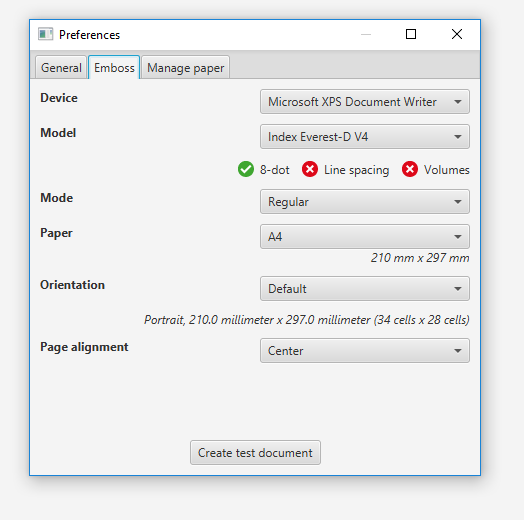 Preferences
General Emboss Manage paper
Device Microsoft XPS Document Writer
Model Index Everest-D V4
8-dot Line spacing Volumes
Mode Regular
Paper A4
210 mm x 297 mm
Orientation Default
Portrait, 210.0 millimeter x 297.0 millimeter (34 cells x 28 cells)
Page alignment Center
Create test document